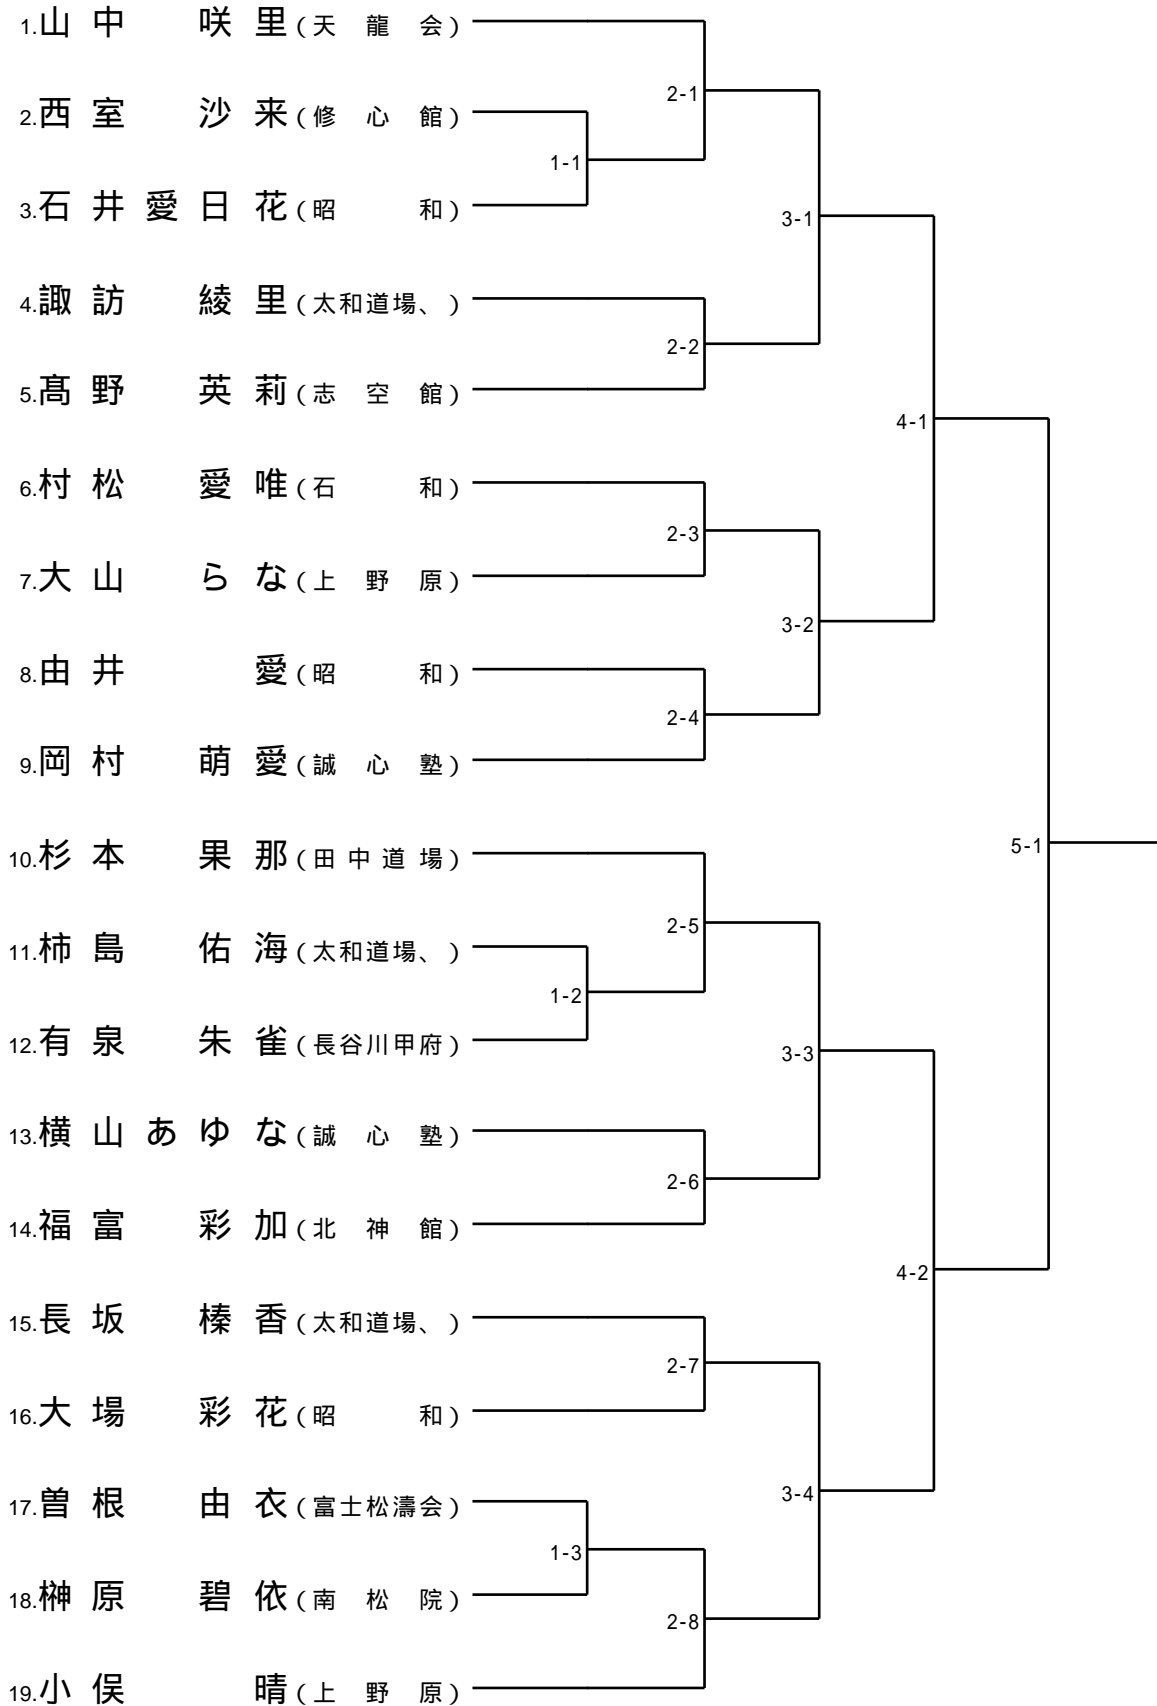 1.山中 咲里(天龍会)
2-1
2.西室 沙来(修心館)
1-1
3.石井愛日花(昭和)
3-1
4.諏訪 綾里(太和道場、)
2-2
5.髙野 英莉(志空館)
4-1
6.村松 愛唯(石和)
2-3
7.大山 らな(上野原)
3-2
8.由井 愛(昭和)
2-4
9.岡村 萌愛(誠心塾)
5-1
10.杉本 果那(田中道場)
2-5
11.柿島 佑海(太和道場、)
1-2
12.有泉 朱雀(長谷川甲府)
3-3
13.横山あゆな(誠心塾)
2-6
14.福富 彩加(北神館)
4-2
15.長坂 榛香(太和道場、)
2-7
16.大場 彩花(昭和)
3-4
17.曽根 由衣(富士松濤会)
1-3
18.榊原 碧依(南松院)
2-8
19.小俣 晴(上野原)